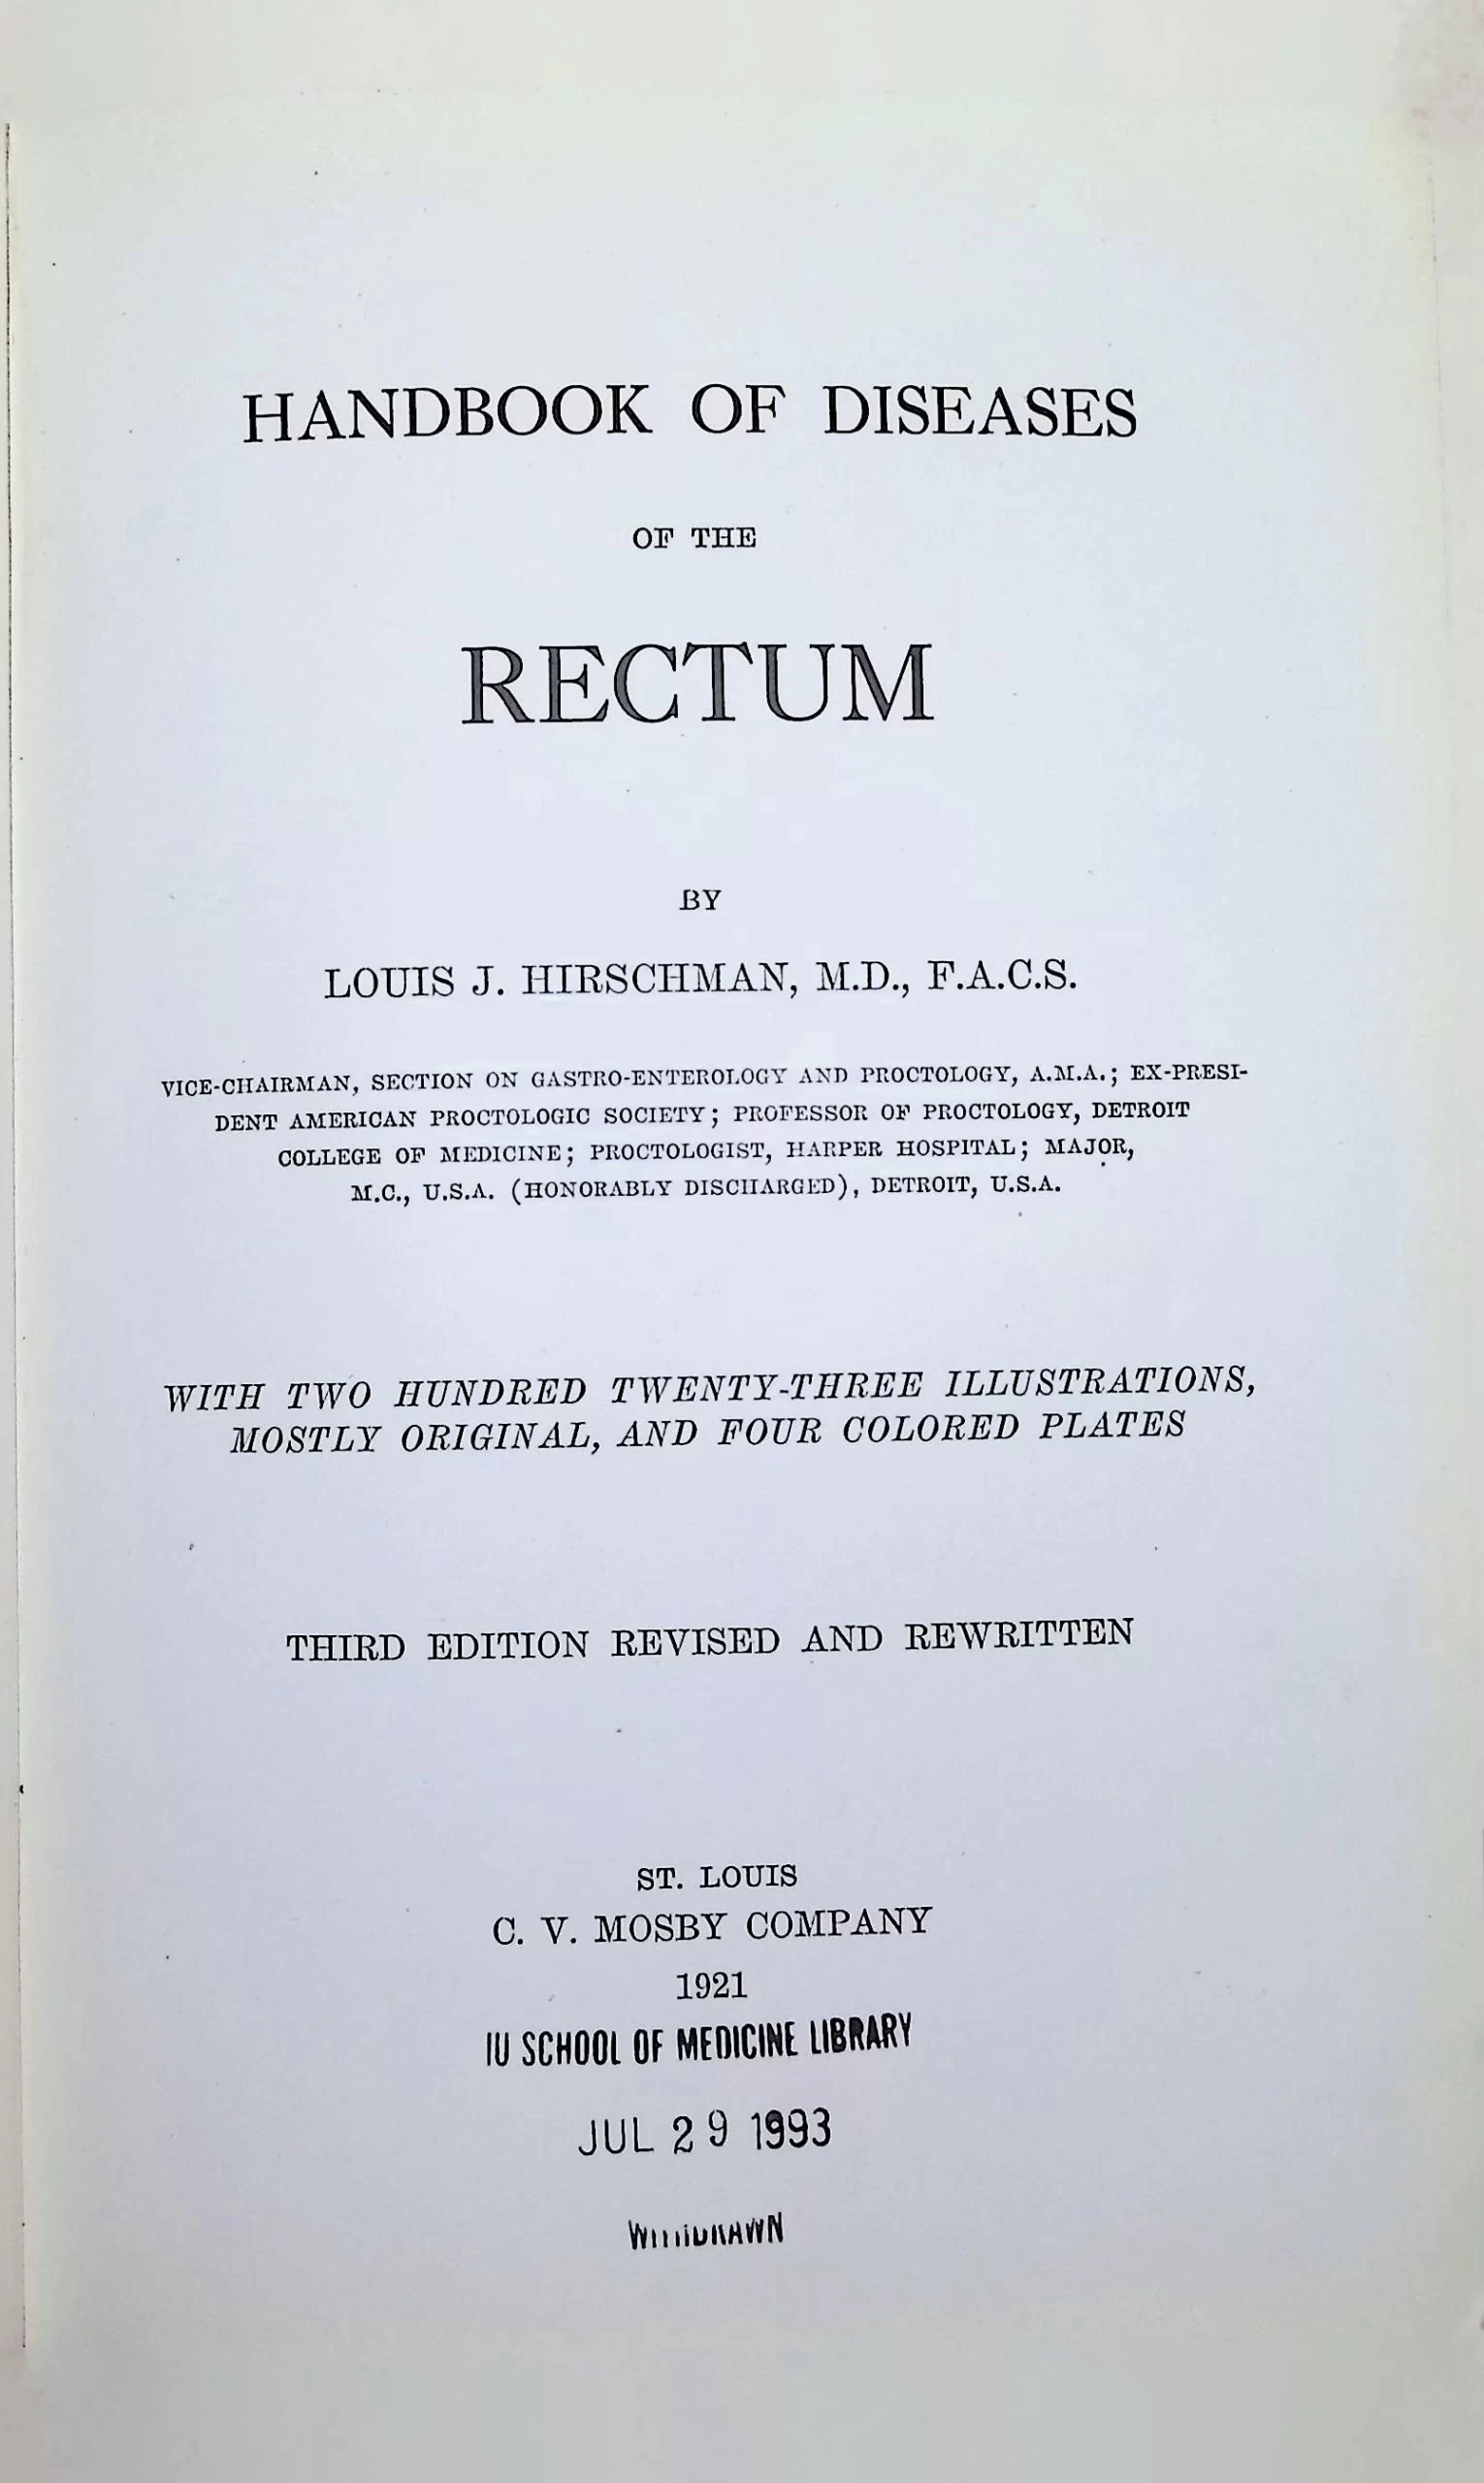 HANDBOOK OF DISEASES
OF THE
RECTUM
BY
LOUIS J. HIRSCHMAN, M.D., F.A.C.S.
VICE-CHAIRMAN, SECTION ON GASTRO-ENTEROLOGY AND PROCTOLOGY, A.M.A.; EX-PRESI-
DENT AMERICAN PROCTOLOGIC SOCIETY; PROFESSOR OF PROCTOLOGY, DETROIT
COLLEGE OF MEDICINE; PROCTOLOGIST, HARPER HOSPITAL; MAJOR,
M.C., U.S.A. (HONORABLY DISCHARGED), DETROIT, U.S.A.
WITH TWO HUNDRED TWENTY-THREE ILLUSTRATIONS,
MOSTLY ORIGINAL, AND FOUR COLORED PLATES
THIRD EDITION REVISED AND REWRITTEN
ST. LOUIS
C. V. MOSBY COMPANY
1921
IU SCHOOL OF MEDICINE LIBRARY
JUL 29 1993
WITHDRAWN